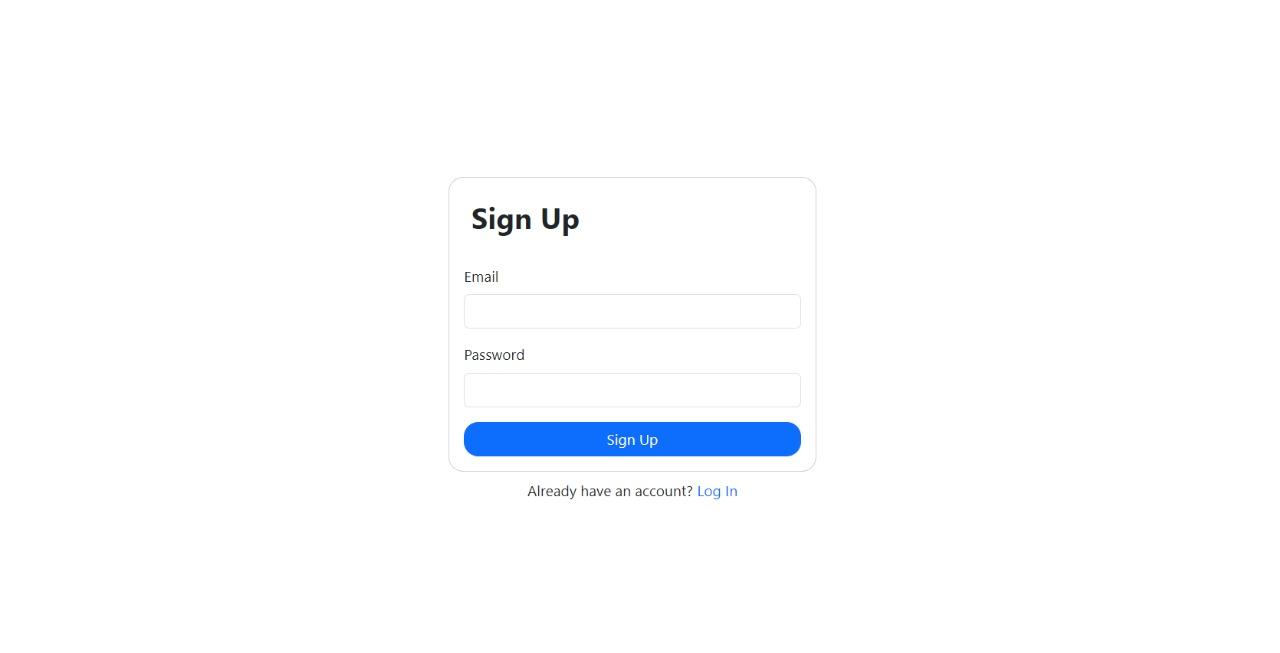 Sign Up
Email
Password
Sign Up
Already have an account? Log In